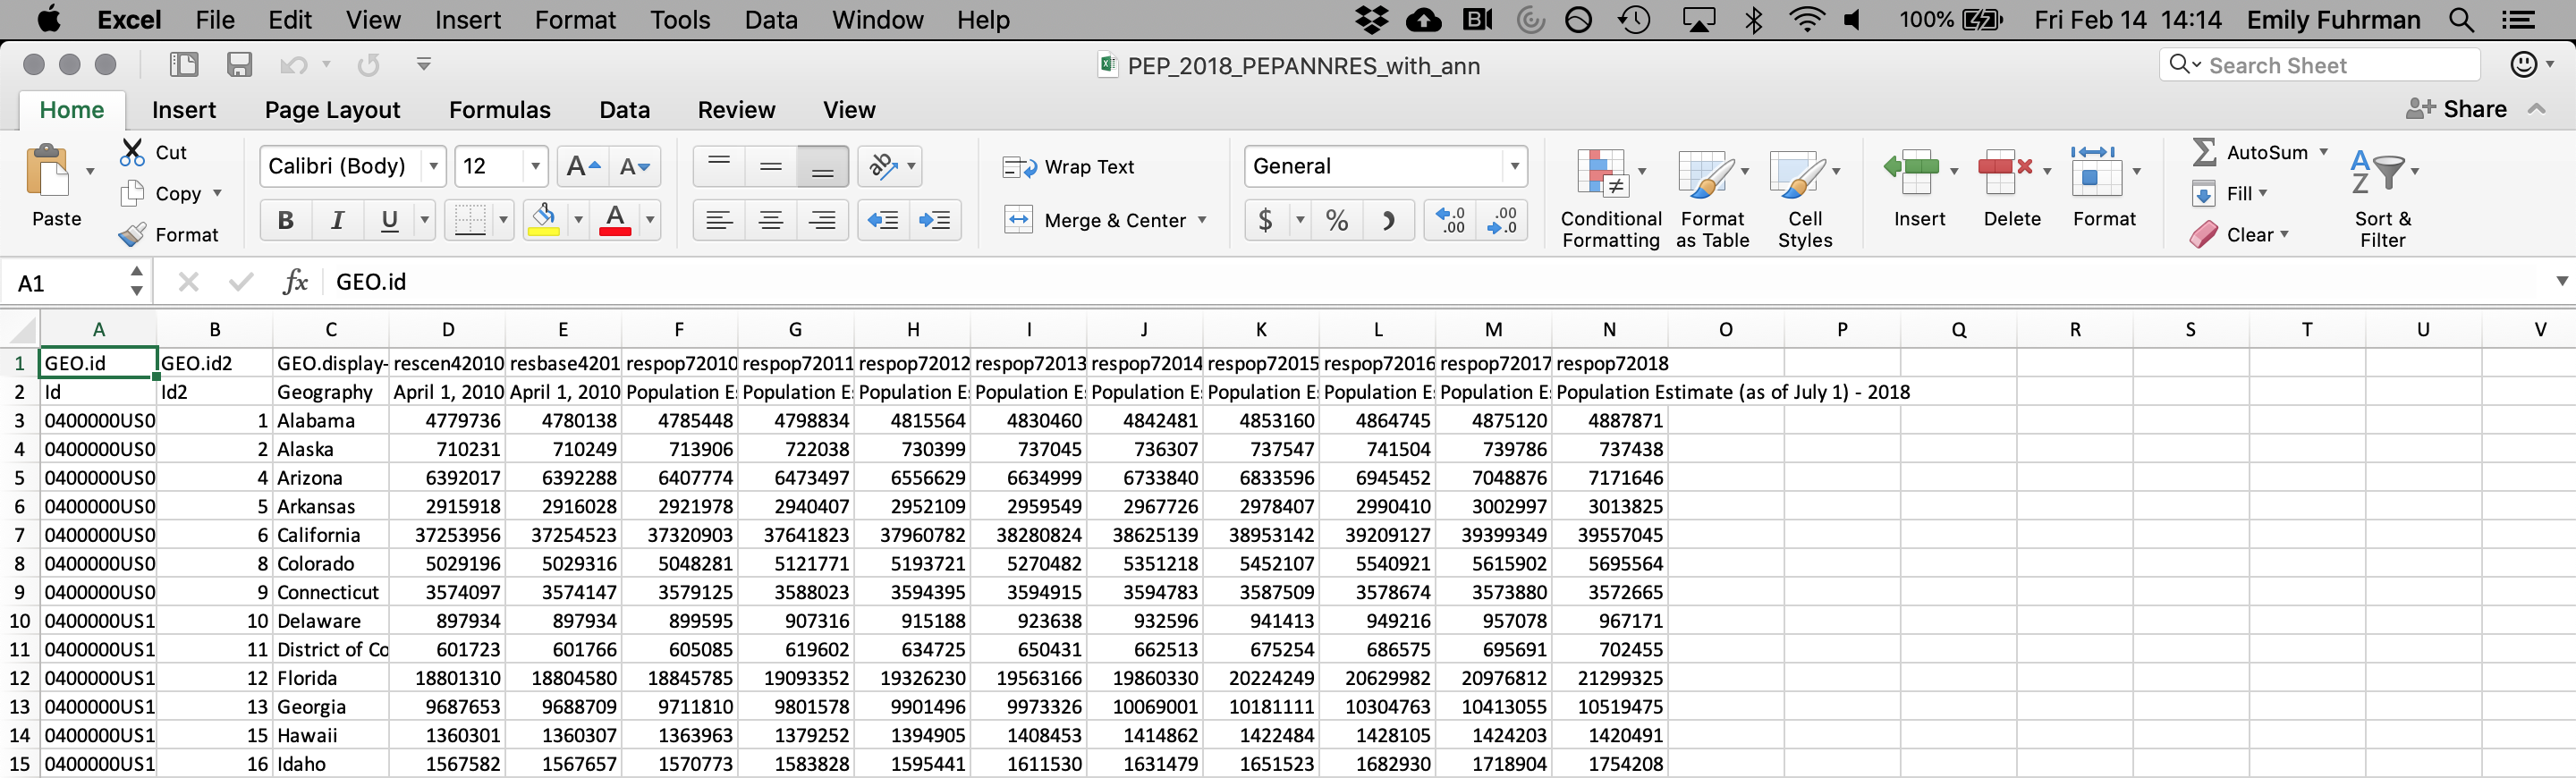 Excel File Edit View Insert Format Tools Data Window Help 100% Fri Feb 14 14:14 Emily Fuhrman
PEP_2018_PEPANNRES_with_ann Search Sheet
Home Insert Page Layout Formulas Data Review View Share
Paste Cut Copy Format Calibri (Body) 12 A A B I U A ab Wrap Text Merge & Center General $ % .0 .00 .00 .0 Conditional Formatting Format as Table Cell Styles Insert Delete Format AutoSum Fill Clear A Z Sort & Filter
A1 fx GEO.id
A B C D E F G H I J K L M N O P Q R S T U V
1 GEO.id GEO.id2 GEO.display- rescen42010 resbase4201 respop72010 respop72011 respop72012 respop72013 respop72014 respop72015 respop72016 respop72017 respop72018
2 Id Id2 Geography April 1, 2010 April 1, 2010 Population Es Population Es Population Es Population Es Population Es Population Es Population Es Population Es Population Estimate (as of July 1) - 2018
3 0400000US0 1 Alabama 4779736 4780138 4785448 4798834 4815564 4830460 4842481 4853160 4864745 4875120 4887871
4 0400000US0 2 Alaska 710231 710249 713906 722038 730399 737045 736307 737547 741504 739786 737438
5 0400000US0 4 Arizona 6392017 6392288 6407774 6473497 6556629 6634999 6733840 6833596 6945452 7048876 7171646
6 0400000US0 5 Arkansas 2915918 2916028 2921978 2940407 2952109 2959549 2967726 2978407 2990410 3002997 3013825
7 0400000US0 6 California 37253956 37254523 37320903 37641823 37960782 38280824 38625139 38953142 39209127 39399349 39557045
8 0400000US0 8 Colorado 5029196 5029316 5048281 5121771 5193721 5270482 5351218 5452107 5540921 5615902 5695564
9 0400000US0 9 Connecticut 3574097 3574147 3579125 3588023 3594395 3594915 3594783 3587509 3578674 3573880 3572665
10 0400000US1 10 Delaware 897934 897934 899595 907316 915188 923638 932596 941413 949216 957078 967171
11 0400000US1 11 District of Co 601723 601766 605085 619602 634725 650431 662513 675254 686575 695691 702455
12 0400000US1 12 Florida 18801310 18804580 18845785 19093352 19326230 19563166 19860330 20224249 20629982 20976812 21299325
13 0400000US1 13 Georgia 9687653 9688709 9711810 9801578 9901496 9973326 10069001 10181111 10304763 10413055 10519475
14 0400000US1 15 Hawaii 1360301 1360307 1363963 1379252 1394905 1408453 1414862 1422484 1428105 1424203 1420491
15 0400000US1 16 Idaho 1567582 1567657 1570773 1583828 1595441 1611530 1631479 1651523 1682930 1718904 1754208